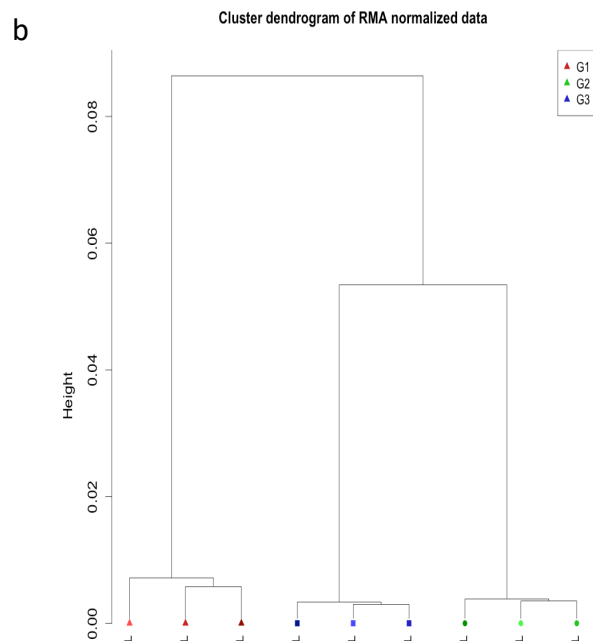 b
Cluster dendrogram of RMA normalized data
G1
G2
G3
0.08
0.06
0.04
0.02
0.00
Height